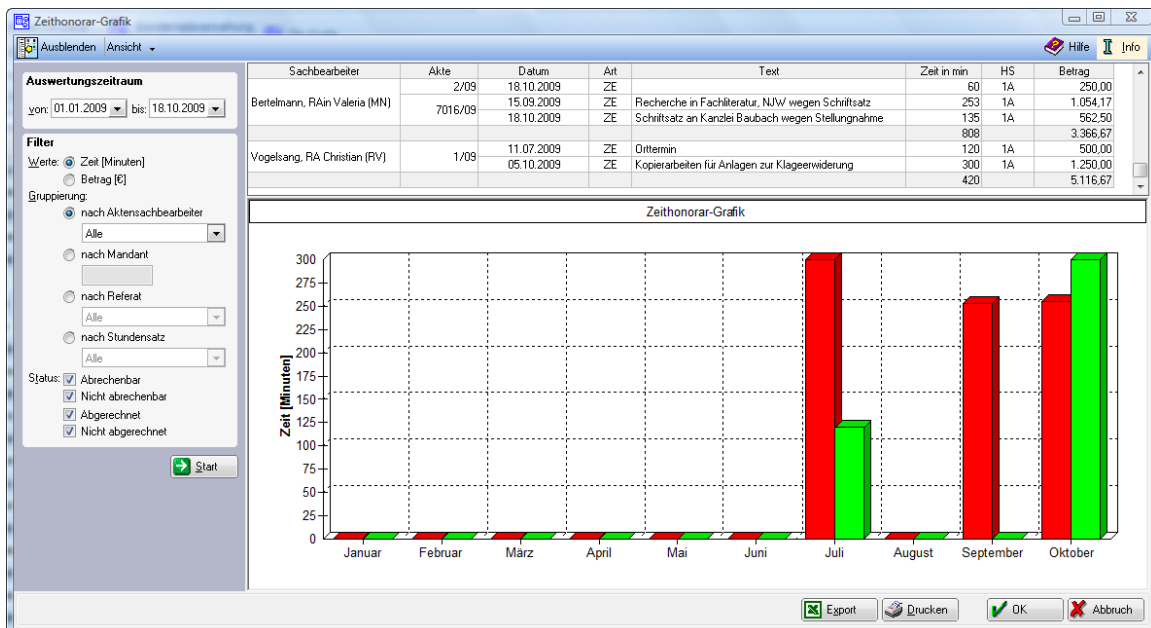 Zeithonorar-Grafik
Ausblenden Ansicht
Hilfe Info
Auswertungszeitraum
von: 01.01.2009 bis: 18.10.2009
Filter
Werte: Zeit [Minuten]
Betrag [€]
Gruppierung:
nach Aktensachbearbeiter
Alle
nach Mandant
nach Referat
Alle
nach Stundensatz
Alle
Status: Abrechenbar
Nicht abrechenbar
Abgerechnet
Nicht abgerechnet
Start
Sachbearbeiter Akte Datum Art Text Zeit in min HS Betrag
2/09 18.10.2009 ZE 60 1A 250,00
Bertelmann, RAin Valeria (MN) 7016/09 15.09.2009 ZE Recherche in Fachliteratur, NJW wegen Schriftsatz 253 1A 1.054,17
18.10.2009 ZE Schriftsatz an Kanzlei Baubach wegen Stellungnahme 135 1A 562,50
808 3.366,67
Vogelsang, RA Christian (RV) 1/09 11.07.2009 ZE Orttermin 120 1A 500,00
05.10.2009 ZE Kopierarbeiten für Anlagen zur Klageerwiderung 300 1A 1.250,00
420 5.116,67
Zeithonorar-Grafik
Zeit [Minuten]
300
275
250
225
200
175
150
125
100
75
50
25
0
Januar Februar März April Mai Juni Juli August September Oktober
Export Drucken OK Abbruch